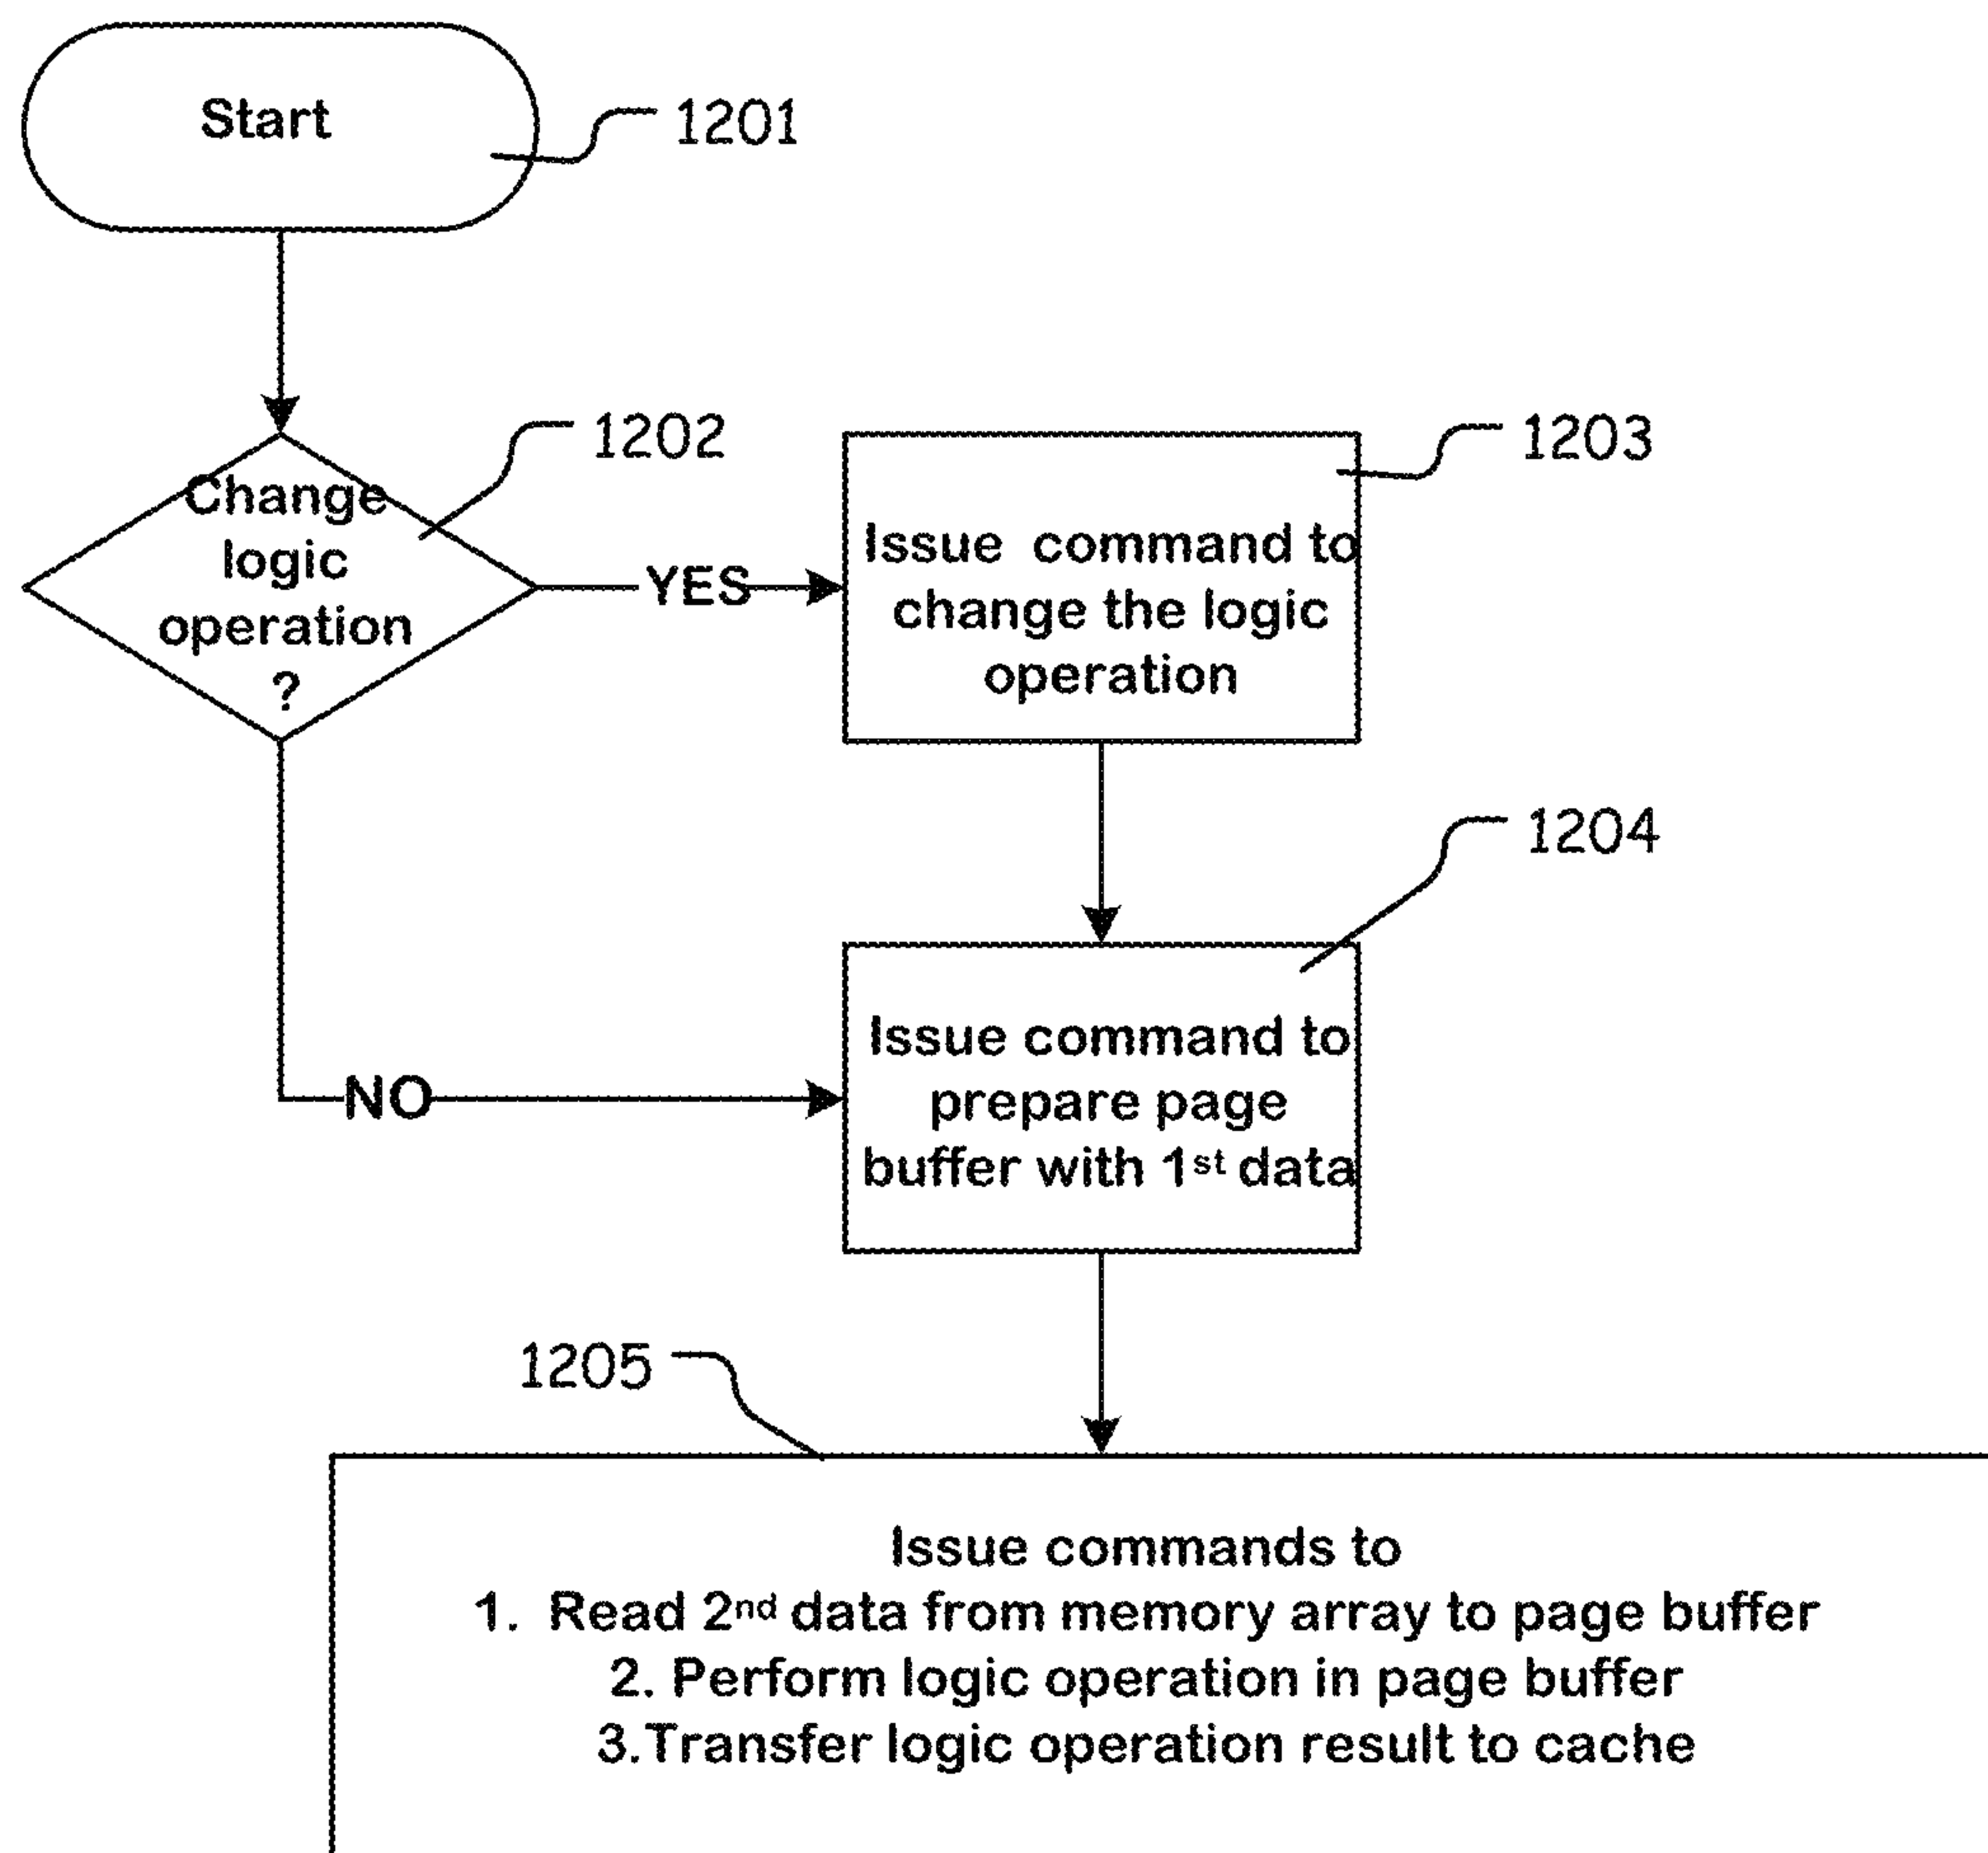 Start
1201
1202
Change
logic
operation
?
YES
1203
Issue command to
change the logic
operation
1204
NO
Issue command to
prepare page
buffer with 1st data
1205
Issue commands to
1. Read 2nd data from memory array to page buffer
2. Perform logic operation in page buffer
3.Transfer logic operation result to cache